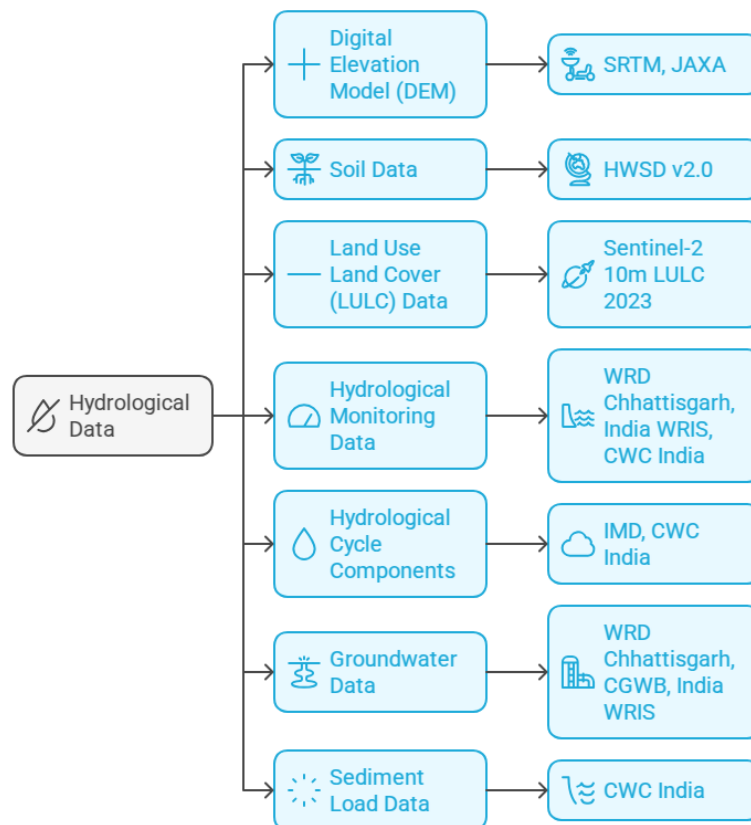 Digital
Elevation
Model (DEM)
SRTM, JAXA
Soil Data
HWSD v2.0
Land Use
Land Cover
(LULC) Data
Sentinel-2
10m LULC
2023
Hydrological
Data
Hydrological
Monitoring
Data
WRD
Chhattisgarh,
India WRIS,
CWC India
Hydrological
Cycle
Components
IMD, CWC
India
Groundwater
Data
WRD
Chhattisgarh,
CGWB, India
WRIS
Sediment
Load Data
CWC India